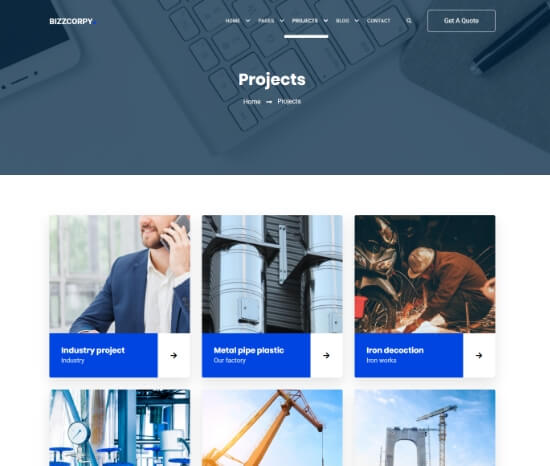 BIZZCORPY
HOME PAGES PROJECTS BLOG CONTACT
Get A Quote
Projects
Home → Projects
Industry project
Industry
Metal pipe plastic
Our factory
Iron decoction
Iron works